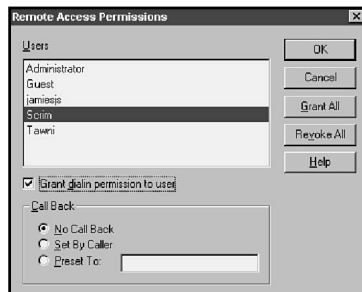 Remote Access Permissions
Users
Administrator
Guest
jamiesjs
Scrim
Tawni
Grant dialin permission to user
Call Back
No Call Back
Set By Caller
Preset To:
OK
Cancel
Grant All
Revoke All
Help